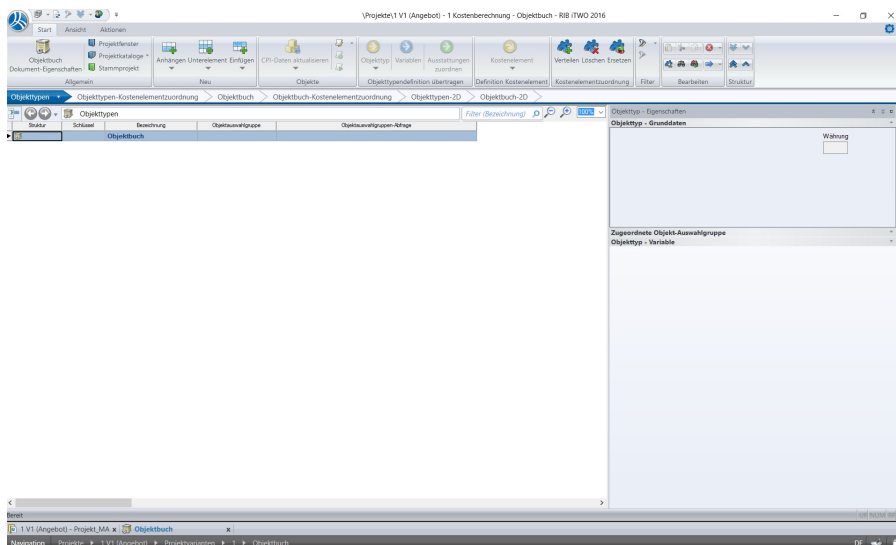 \Projekte\1 V1 (Angebot) - 1 Kostenberechnung - Objektbuch - RIB iTWO 2016
Start Ansicht Aktionen
Objektbuch Dokument-Eigenschaften
Projektfenster
Projektkataloge
Stammprojekt
Allgemein
Anhängen Unterelement Einfügen
Neu
CPI-Daten aktualisieren
Objekte
Objekttyp Variablen Ausstattungen zuordnen
Objekttypendefinition übertragen
Kostenelement
Definition Kostenelement
Verteilen Löschen Ersetzen
Kostenelementzuordnung
Filter
Bearbeiten
Struktur
Objekttypen Objekttypen-Kostenelementzuordnung Objektbuch Objektbuch-Kostenelementzuordnung Objekttypen-2D Objektbuch-2D
Objekttypen
Filter (Bezeichnung)
100%
Struktur Schlüssel Bezeichnung Objektauswahlgruppe Objektauswahlgruppen-Abfrage
Objektbuch
Objekttyp - Eigenschaften
Objekttyp - Grunddaten
Währung
Zugeordnete Objekt-Auswahlgruppe
Objekttyp - Variable
Bereit
1 V1 (Angebot) - Projekt_MA x Objektbuch x
Navigation Projekte 1 V1 (Angebot) Projektvarianten 1 Objektbuch
DE